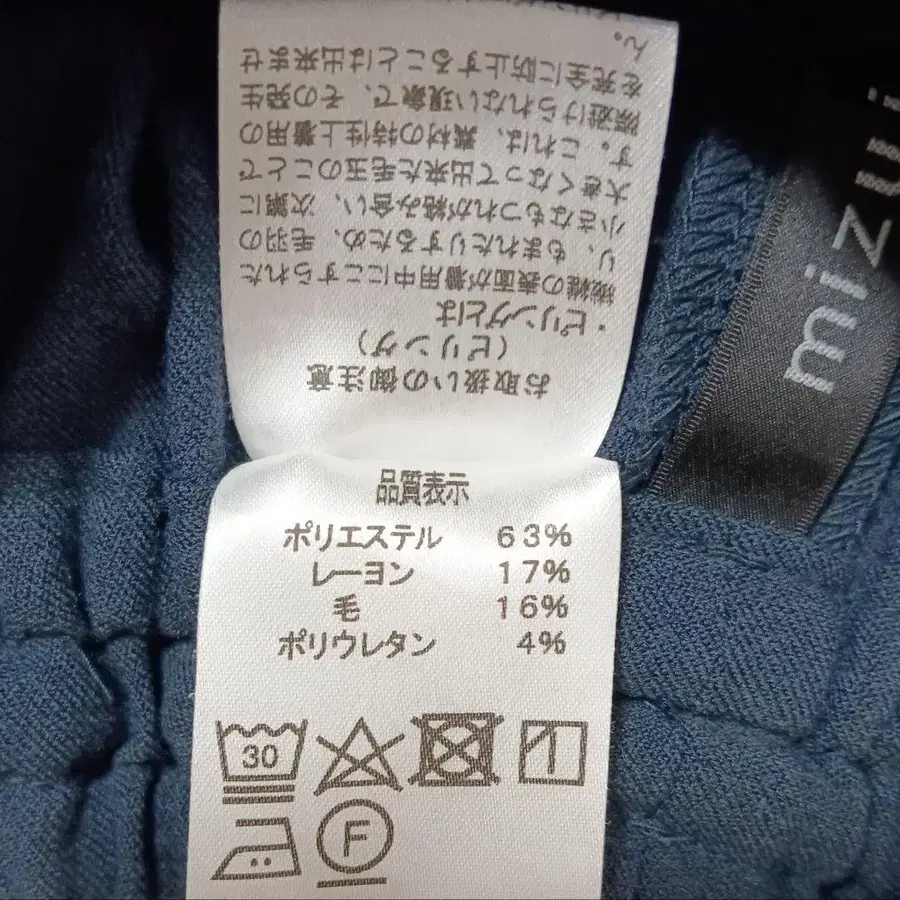 お取扱いの御注意
(ピリング)
・ピリングとは
繊維の表面が着用中にこすられた
り、もまれたりするため、毛羽の
小さなもつれが絡み合い、次第に
大きくなって出来た毛玉のことで
す。これは、素材の特性上着用の
際避けられない現象で、その発生
を完全に防止することは出来ませ
ん。
品質表示
ポリエステル 63%
レーヨン 17%
毛 16%
ポリウレタン 4%
30
F